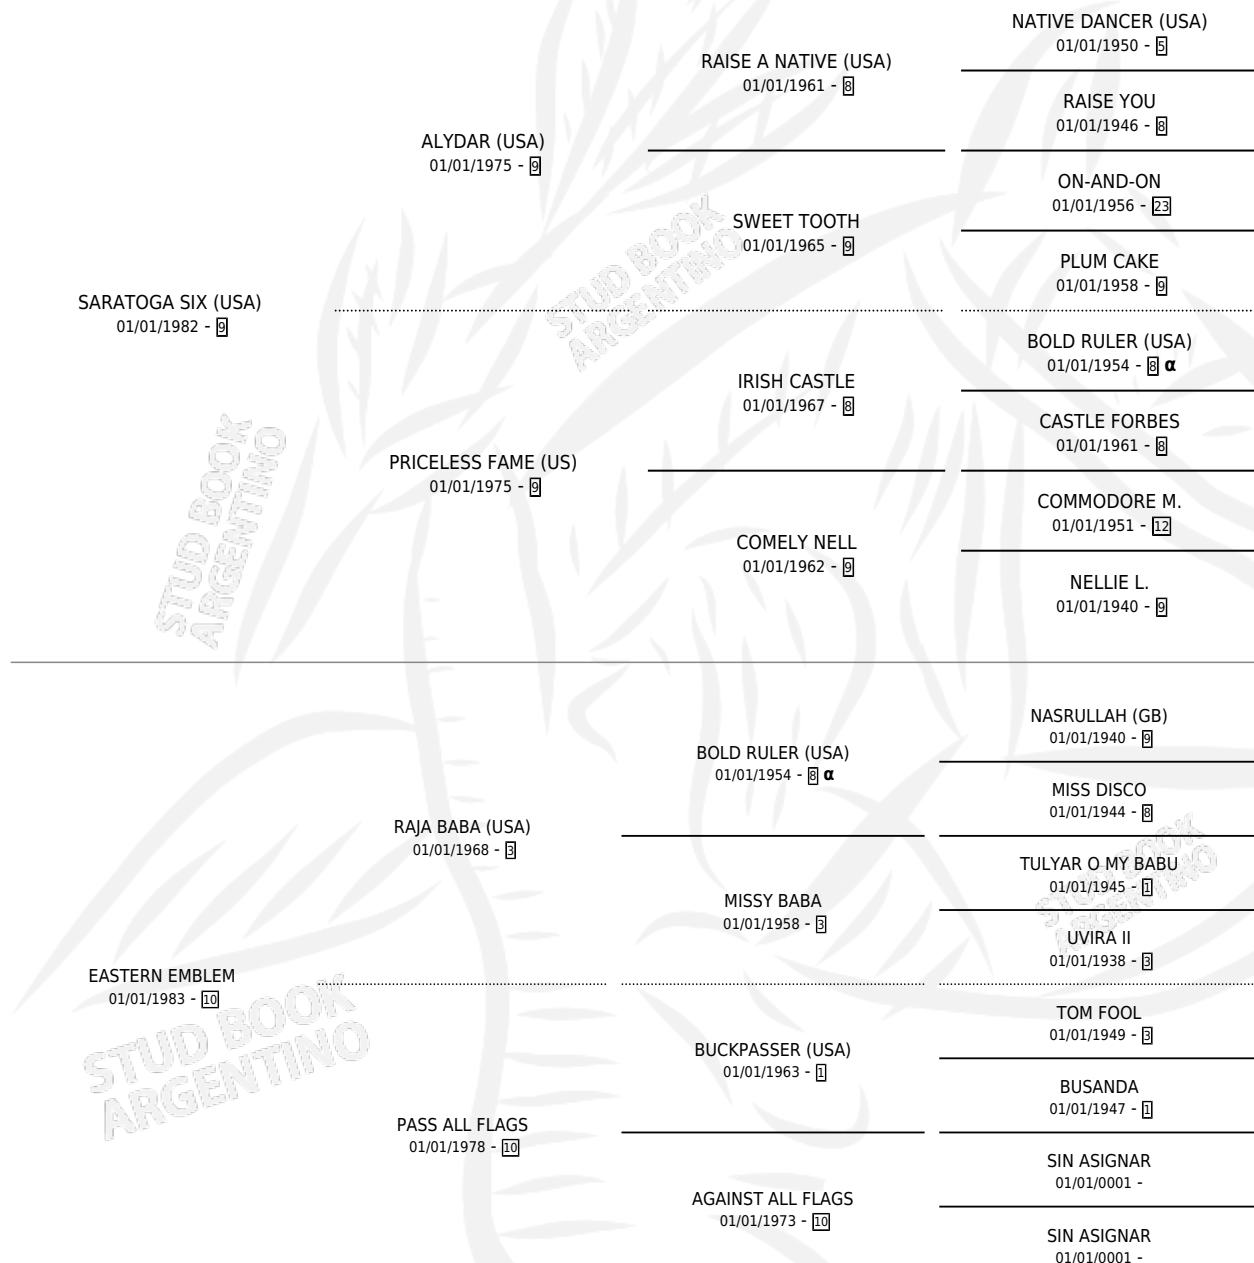 NATIVE DANCER (USA)
01/01/1950 - 5
RAISE A NATIVE (USA)
01/01/1961 - 8
RAISE YOU
01/01/1946 - 8
ALYDAR (USA)
01/01/1975 - 9
ON-AND-ON
01/01/1956 - 23
SWEET TOOTH
01/01/1965 - 9
PLUM CAKE
01/01/1958 - 9
SARATOGA SIX (USA)
01/01/1982 - 9
BOLD RULER (USA)
01/01/1954 - 8 α
IRISH CASTLE
01/01/1967 - 8
CASTLE FORBES
01/01/1961 - 8
PRICELESS FAME (US)
01/01/1975 - 9
COMMODORE M.
01/01/1951 - 12
COMELY NELL
01/01/1962 - 9
NELLIE L.
01/01/1940 - 9
NASRULLAH (GB)
01/01/1940 - 9
BOLD RULER (USA)
01/01/1954 - 8 α
MISS DISCO
01/01/1944 - 8
RAJA BABA (USA)
01/01/1968 - 3
TULYAR O MY BABU
01/01/1945 - 1
MISSY BABA
01/01/1958 - 3
UVIRA II
01/01/1938 - 3
EASTERN EMBLEM
01/01/1983 - 10
TOM FOOL
01/01/1949 - 3
BUCKPASSER (USA)
01/01/1963 - 1
BUSANDA
01/01/1947 - 1
PASS ALL FLAGS
01/01/1978 - 10
SIN ASIGNAR
01/01/0001 -
AGAINST ALL FLAGS
01/01/1973 - 10
SIN ASIGNAR
01/01/0001 -
STUD BOOK
ARGENTINO
STUD BOOK
ARGENTINO
STUD BOOK
ARGENTINO
STUD BOOK
ARGENTINO